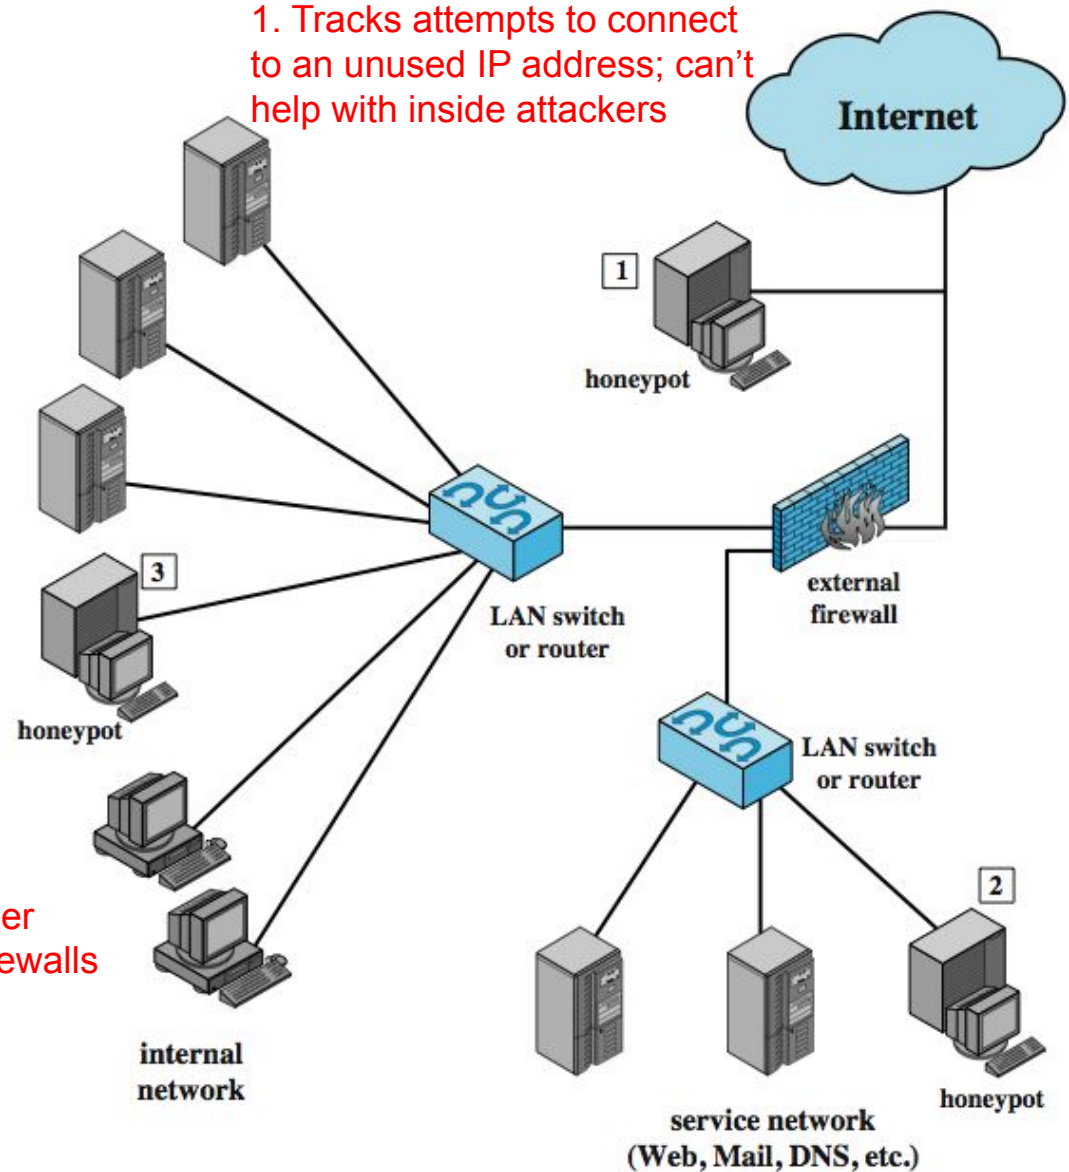 1. Tracks attempts to connect
to an unused IP address; can’t
help with inside attackers
Internet
1
honeypot
3
honeypot
LAN switch
or router
external
firewall
LAN switch
or router
2
honeypot
internal
network
service network
(Web, Mail, DNS, etc.)